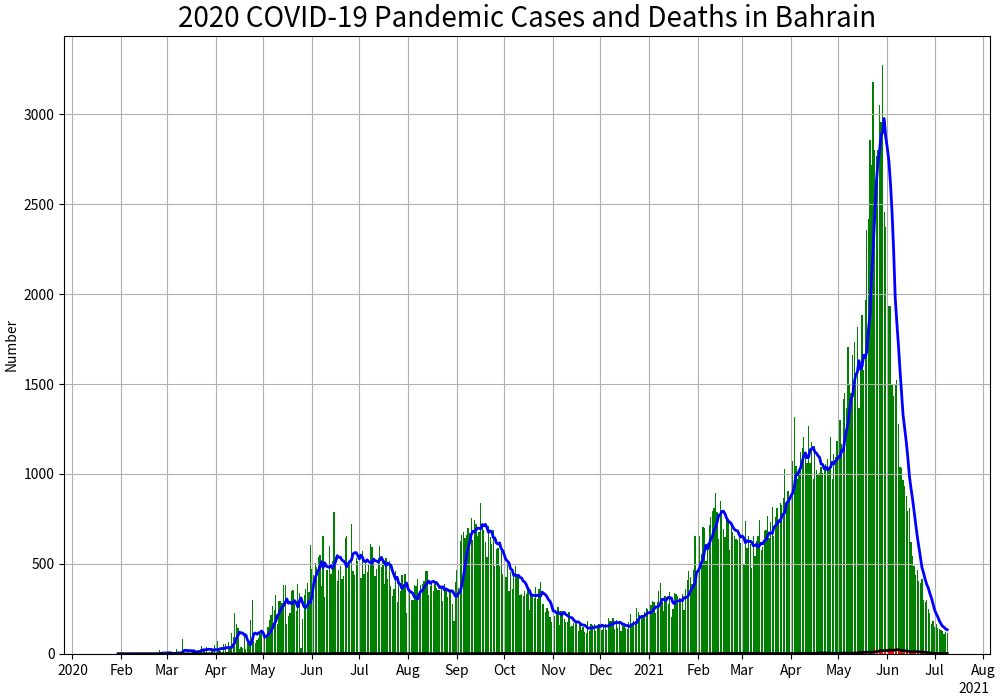 2020 COVID-19 Pandemic Cases and Deaths in Bahrain
Number
3000
2500
2000
1500
1000
500
0
2020 Feb Mar Apr May Jun Jul Aug Sep Oct Nov Dec 2021 Feb Mar Apr May Jun Jul Aug
2021